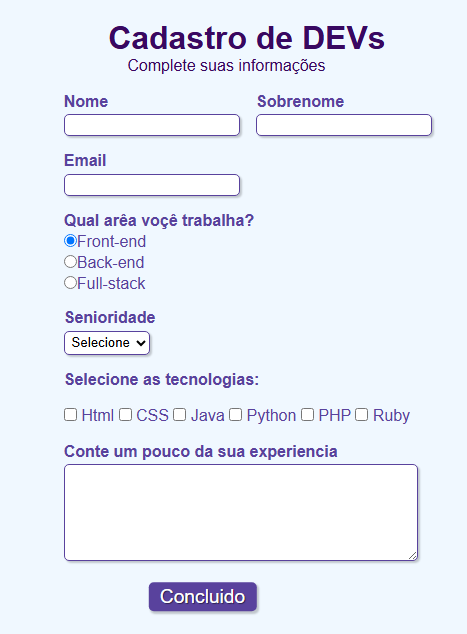 Cadastro de DEVs
Complete suas informações
Nome Sobrenome
Email
Qual arêa voçê trabalha?
Front-end
Back-end
Full-stack
Senioridade
Selecione
Selecione as tecnologias:
Html CSS Java Python PHP Ruby
Conte um pouco da sua experiencia
Concluido